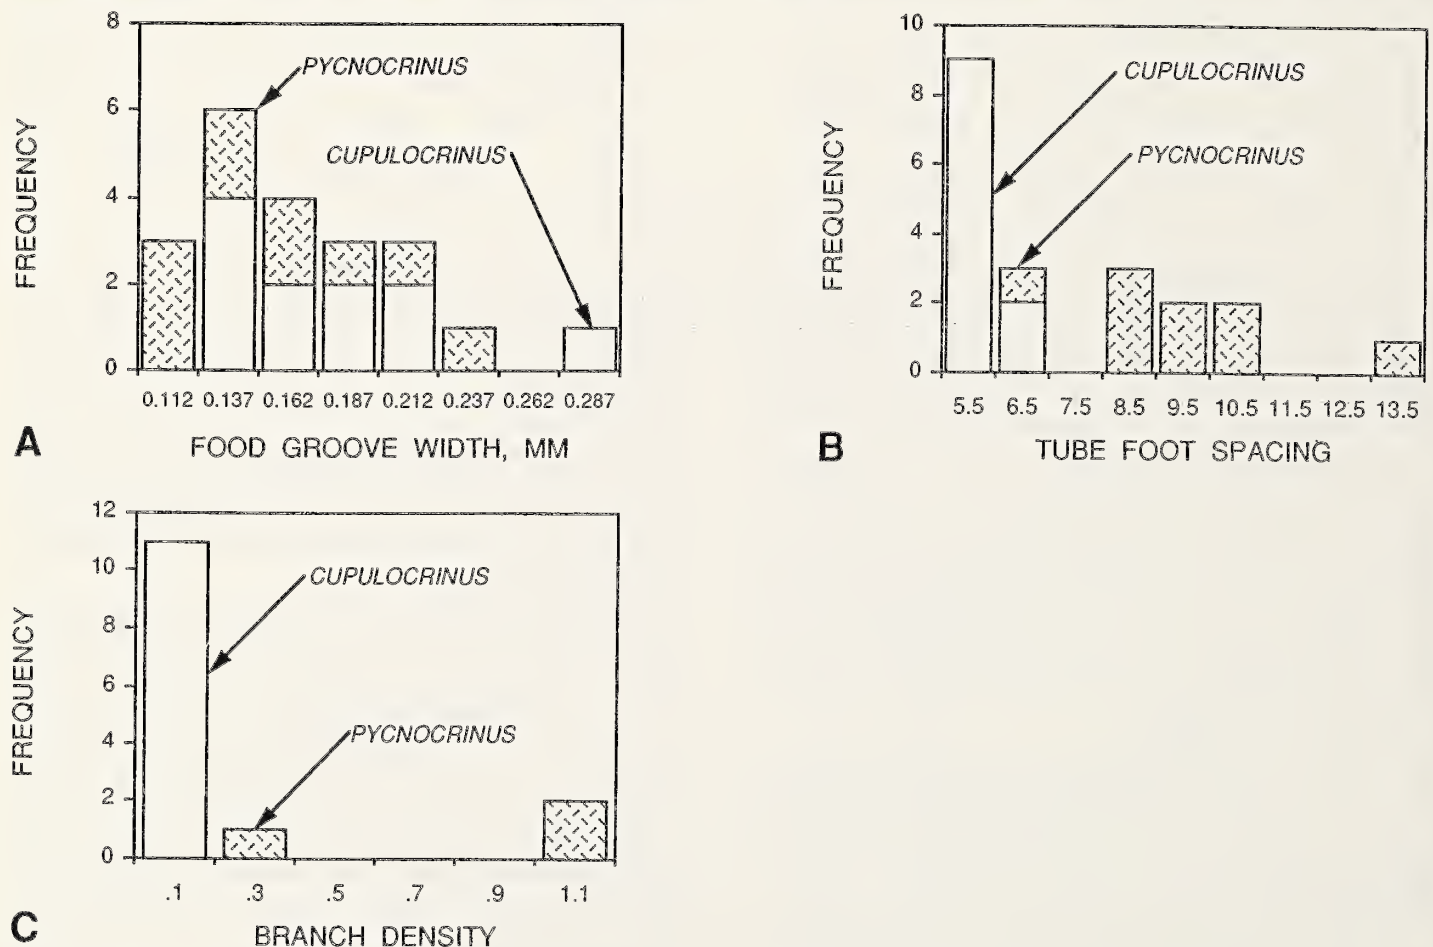 8
6
4
2
0
FREQUENCY
PYCNOCRINUS
CUPULOCRINUS
0.112 0.137 0.162 0.187 0.212 0.237 0.262 0.287
A
FOOD GROOVE WIDTH, MM
10
8
6
4
2
0
FREQUENCY
CUPULOCRINUS
PYCNOCRINUS
5.5 6.5 7.5 8.5 9.5 10.5 11.5 12.5 13.5
B
TUBE FOOT SPACING
12
10
8
6
4
2
0
FREQUENCY
CUPULOCRINUS
PYCNOCRINUS
.1 .3 .5 .7 .9 1.1
C
BRANCH DENSITY